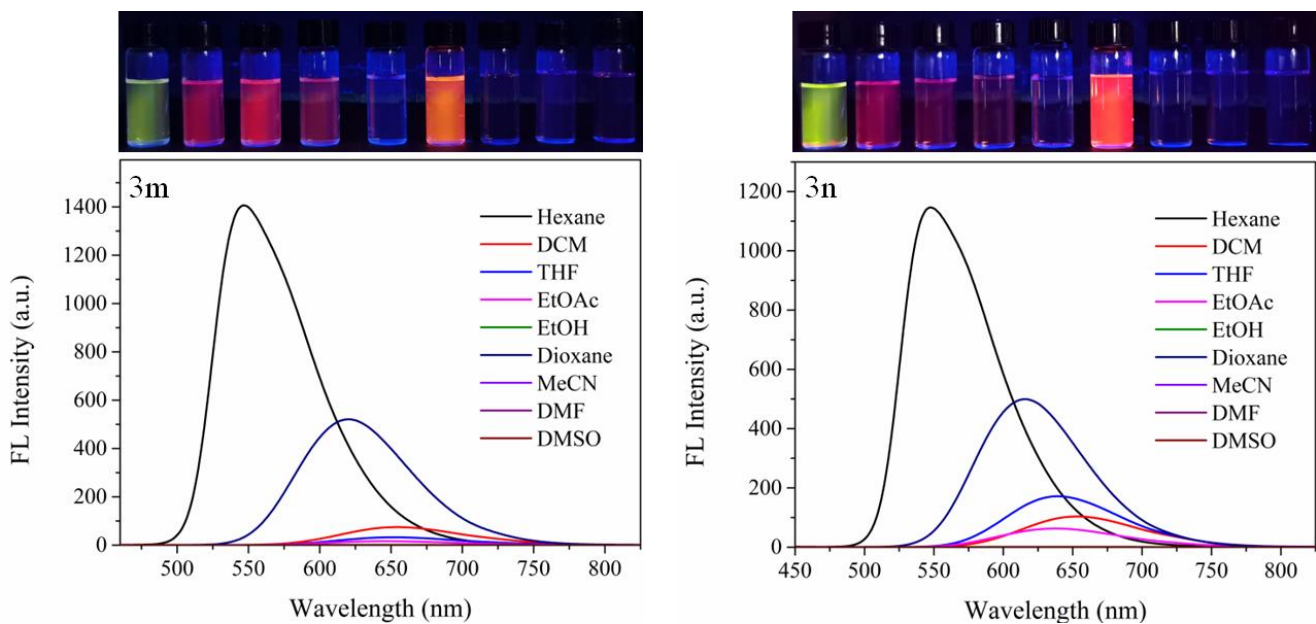 3m
1400
1200
1000
800
600
400
200
0
500
550
600
650
700
750
800
FL Intensity (a.u.)
Wavelength (nm)
Hexane
DCM
THF
EtOAc
EtOH
Dioxane
MeCN
DMF
DMSO
3n
1200
1000
800
600
400
200
0
450
500
550
600
650
700
750
800
FL Intensity (a.u.)
Wavelength (nm)
Hexane
DCM
THF
EtOAc
EtOH
Dioxane
MeCN
DMF
DMSO